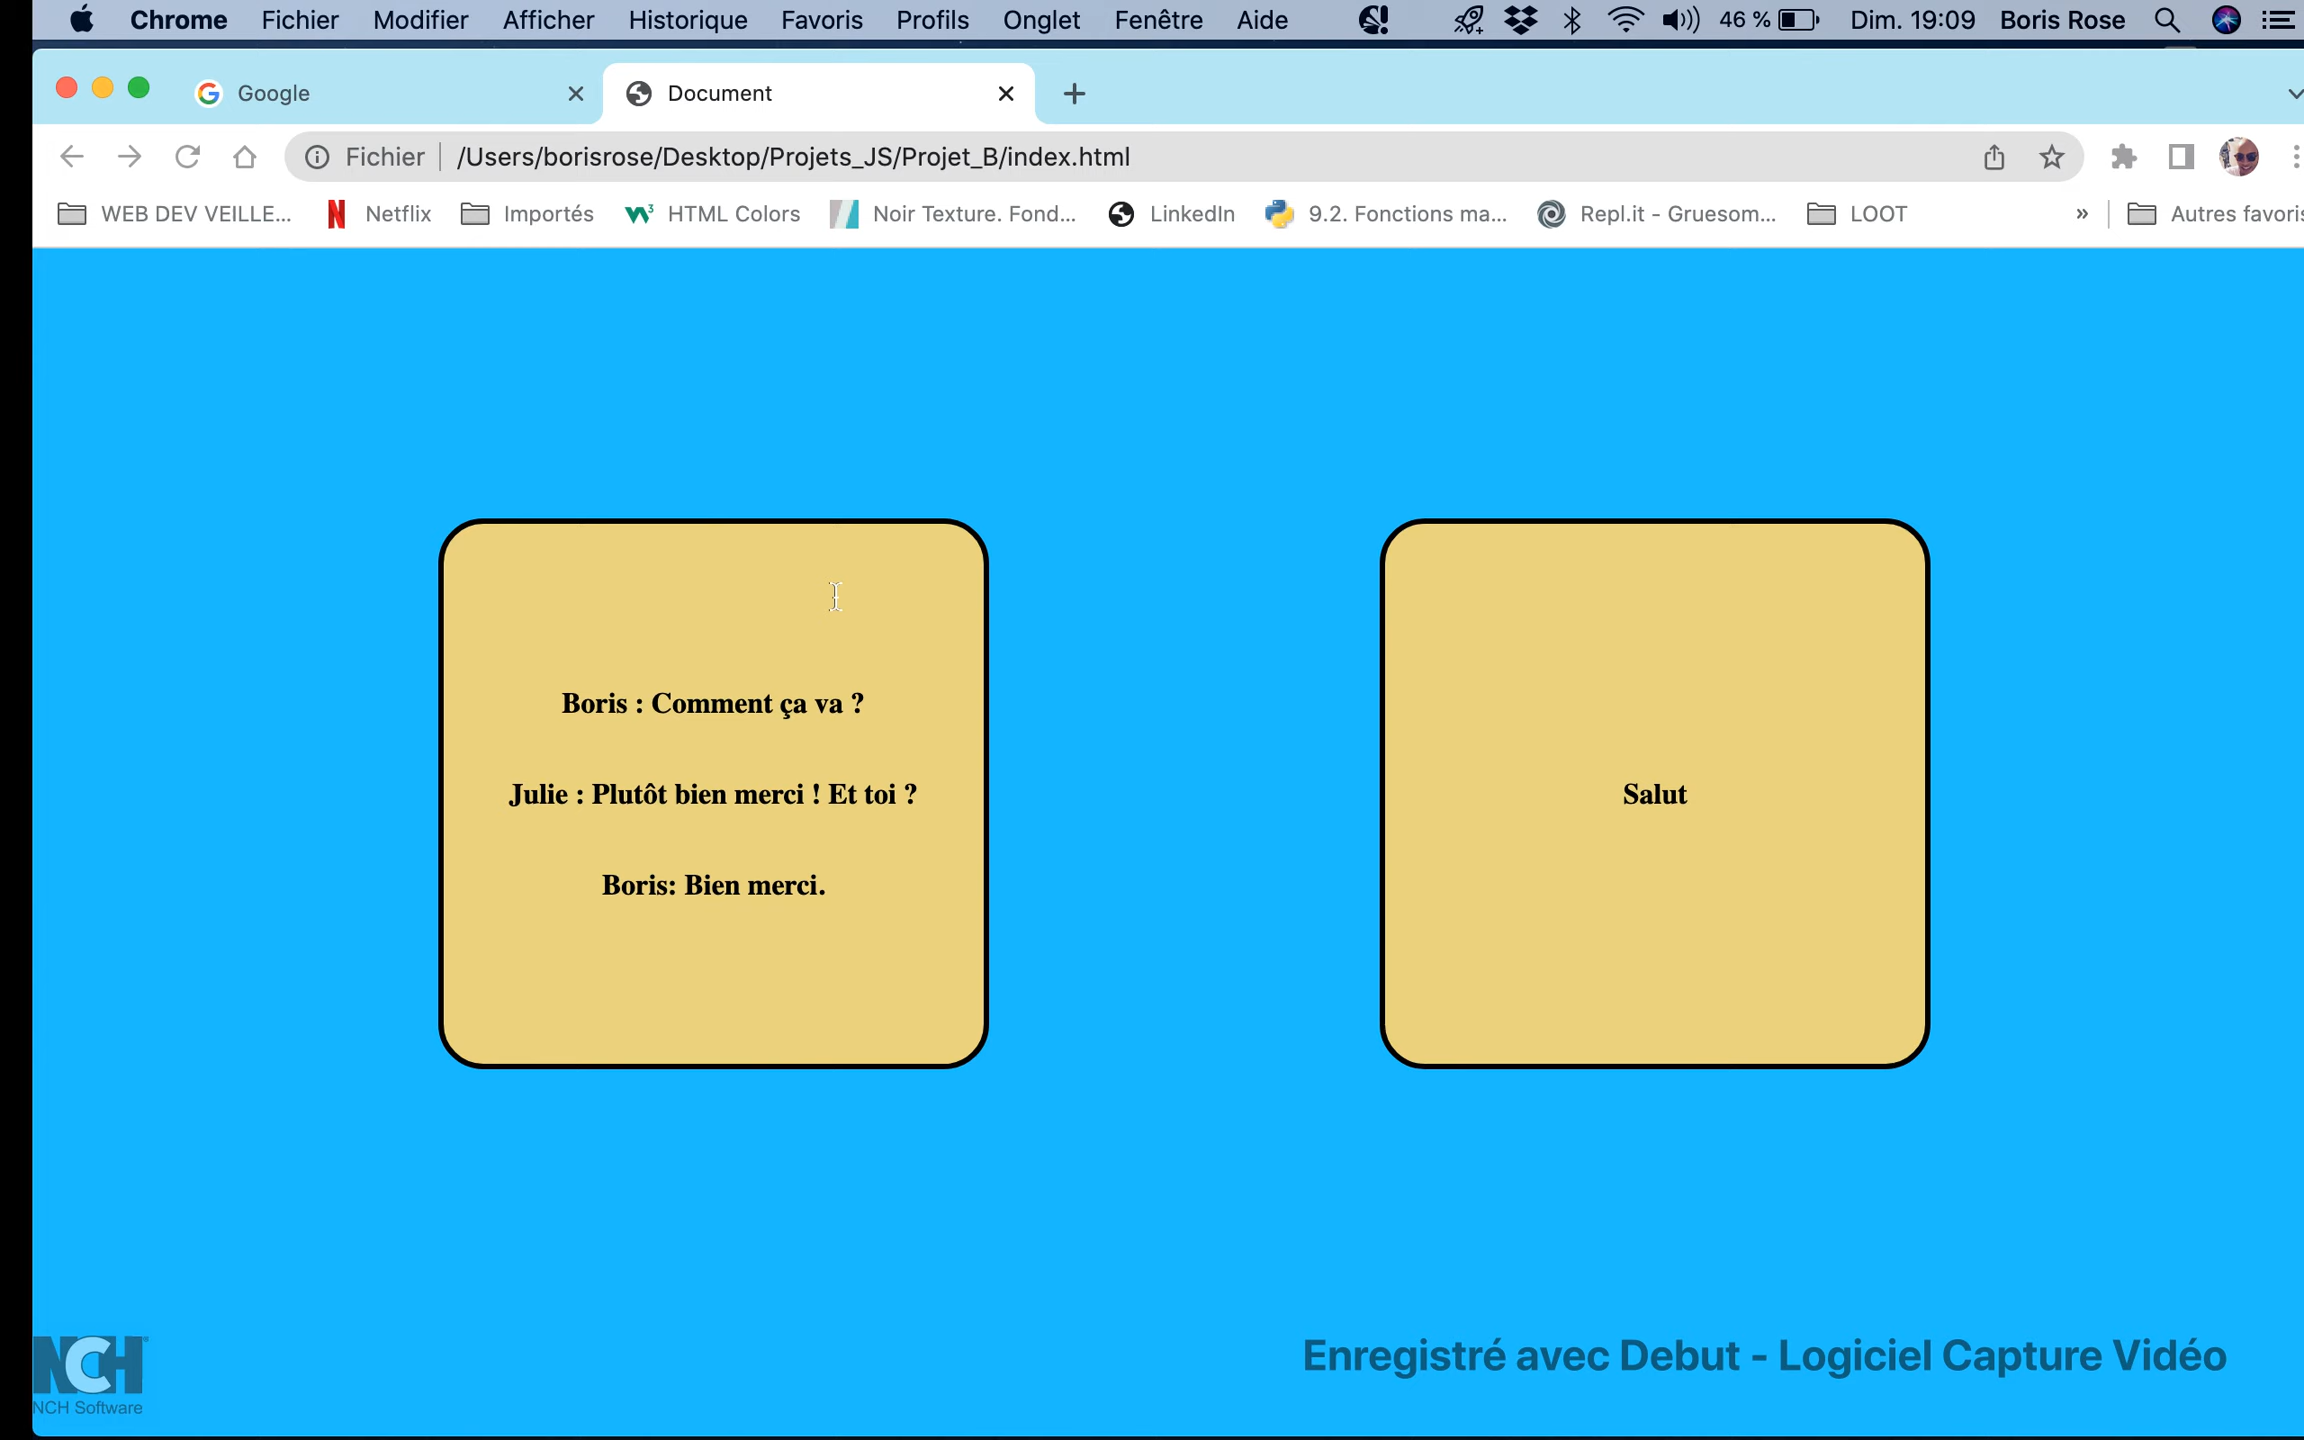 Chrome Fichier Modifier Afficher Historique Favoris Profils Onglet Fenêtre Aide 46 % Dim. 19:09 Boris Rose
Google Document
Fichier /Users/borisrose/Desktop/Projets_JS/Projet_B/index.html
WEB DEV VEILLE... Netflix Importés HTML Colors Noir Texture. Fond... LinkedIn 9.2. Fonctions ma... Repl.it - Gruesom... LOOT » Autres favoris
Boris : Comment ça va ?
Julie : Plutôt bien merci ! Et toi ?
Boris: Bien merci.
Salut
NCH
NCH Software
Enregistré avec Debut - Logiciel Capture Vidéo